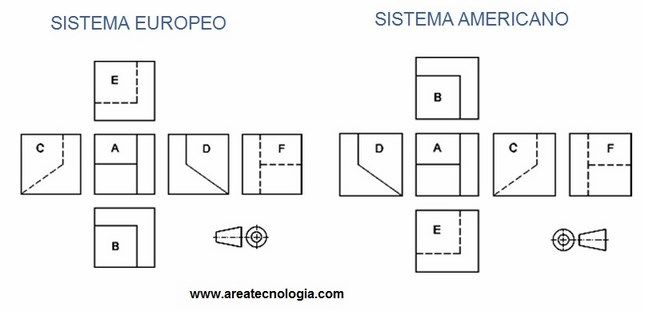 SISTEMA EUROPEO
SISTEMA AMERICANO
E
C A D F
B
B
D A C F
E
www.areatecnologia.com